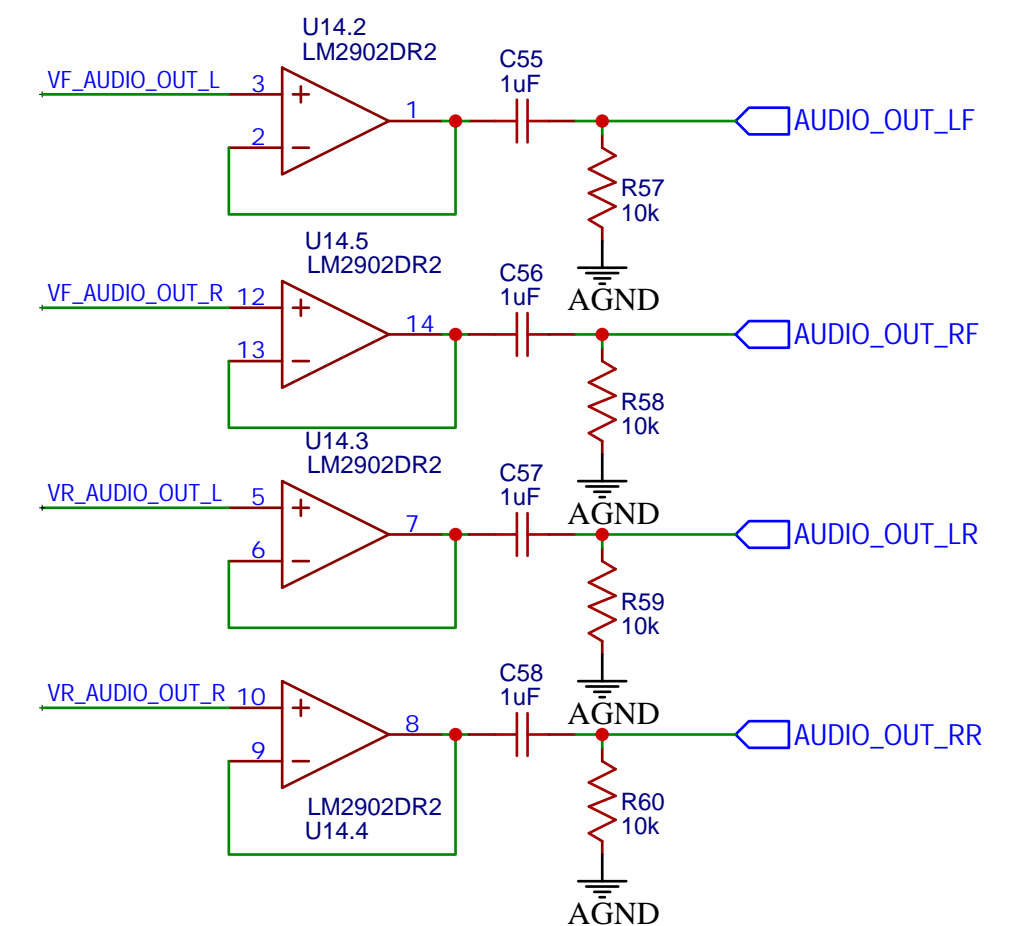 U14.2
LM2902DR2
VF_AUDIO_OUT_L
3
2
1
C55
1uF
AUDIO_OUT_LF
R57
10k
AGND
U14.5
LM2902DR2
VF_AUDIO_OUT_R
12
13
14
C56
1uF
AUDIO_OUT_RF
R58
10k
AGND
U14.3
LM2902DR2
VR_AUDIO_OUT_L
5
6
7
C57
1uF
AUDIO_OUT_LR
R59
10k
AGND
VR_AUDIO_OUT_R
10
9
8
C58
1uF
AUDIO_OUT_RR
LM2902DR2
U14.4
R60
10k
AGND